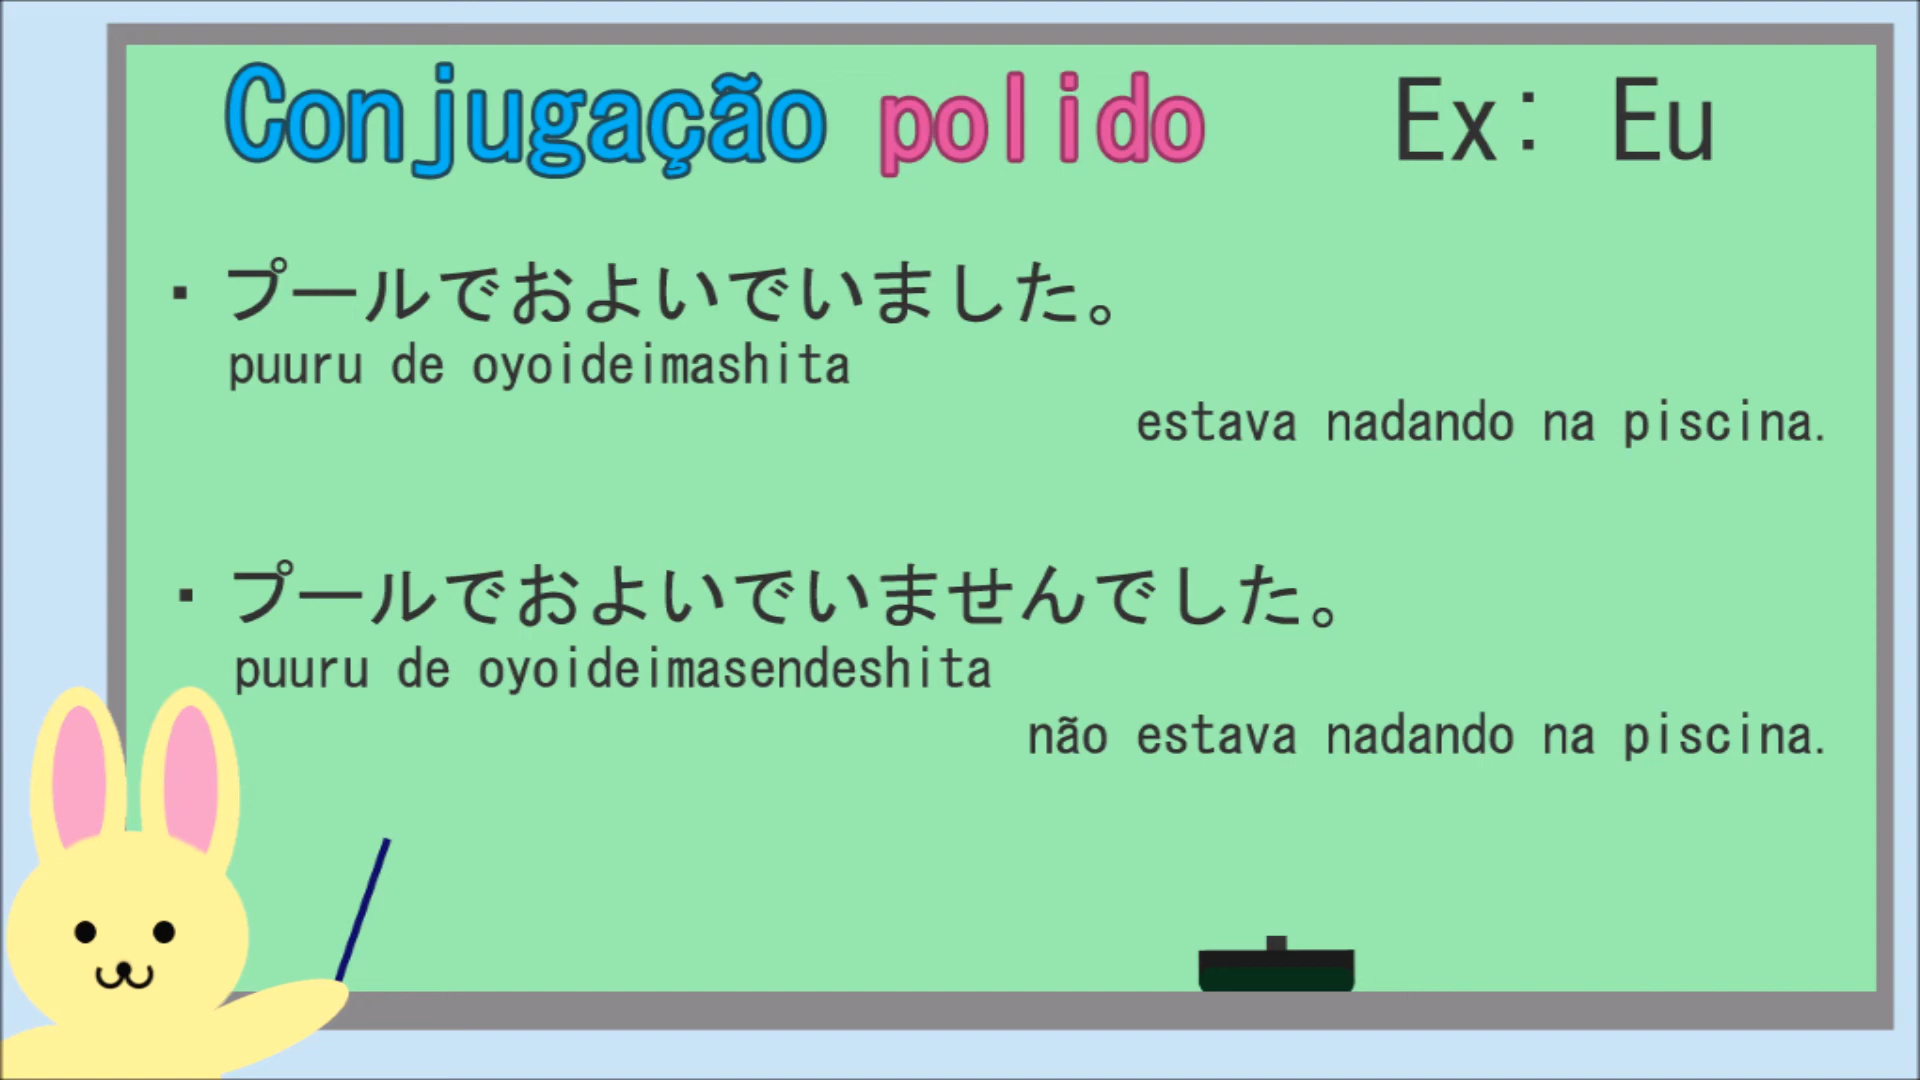 Conjugação polido Ex: Eu
・プールでおよいでいました。
puuru de oyoideimashita
estava nadando na piscina.
・プールでおよいでいませんでした。
puuru de oyoideimasendeshita
não estava nadando na piscina.